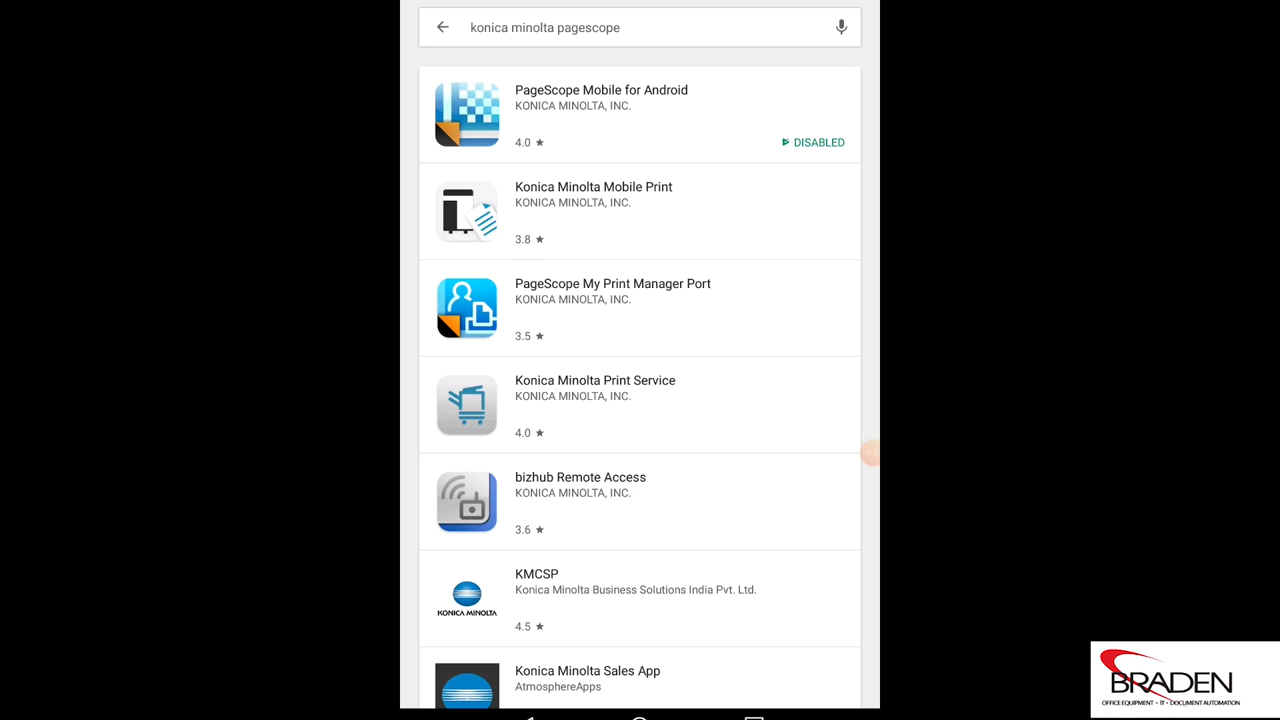 konica minolta pagescope
PageScope Mobile for Android
KONICA MINOLTA, INC.
4.0 ★
DISABLED
Konica Minolta Mobile Print
KONICA MINOLTA, INC.
3.8 ★
PageScope My Print Manager Port
KONICA MINOLTA, INC.
3.5 ★
Konica Minolta Print Service
KONICA MINOLTA, INC.
4.0 ★
bizhub Remote Access
KONICA MINOLTA, INC.
3.6 ★
KMCSP
Konica Minolta Business Solutions India Pvt. Ltd.
KONICA MINOLTA
4.5 ★
Konica Minolta Sales App
AtmosphereApps
BRADEN
OFFICE EQUIPMENT • IT • DOCUMENT AUTOMATION